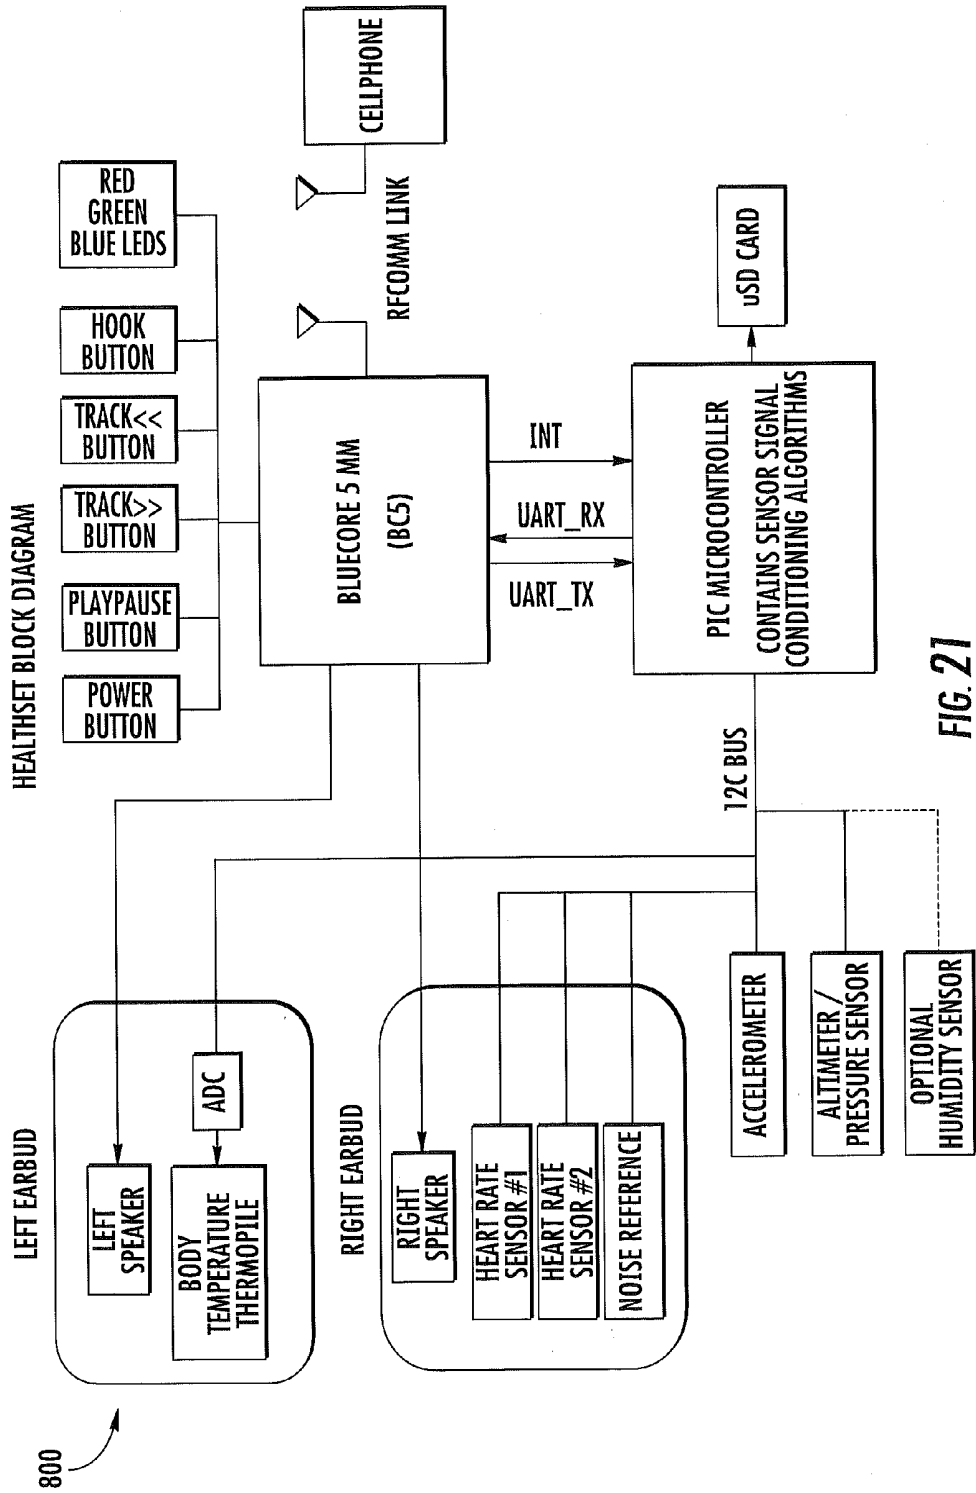 HEALTHSET BLOCK DIAGRAM
800
LEFT EARBUD
LEFT
SPEAKER
BODY
TEMPERATURE
THERMOPILE
ADC
RIGHT EARBUD
RIGHT
SPEAKER
HEART RATE
SENSOR #1
HEART RATE
SENSOR #2
NOISE REFERENCE
ACCELEROMETER
ALTIMETER/
PRESSURE SENSOR
OPTIONAL
HUMIDITY SENSOR
12C BUS
POWER
BUTTON
PLAYPAUSE
BUTTON
TRACK>>
BUTTON
TRACK<<
BUTTON
HOOK
BUTTON
RED
GREEN
BLUE LEDS
BLUECORE 5 MM
(BC5)
UART_TX
UART_RX
INT
PIC MICROCONTROLLER
CONTAINS SENSOR SIGNAL
CONDITIONING ALGORITHMS
RFCOMM LINK
CELLPHONE
uSD CARD
FIG. 21